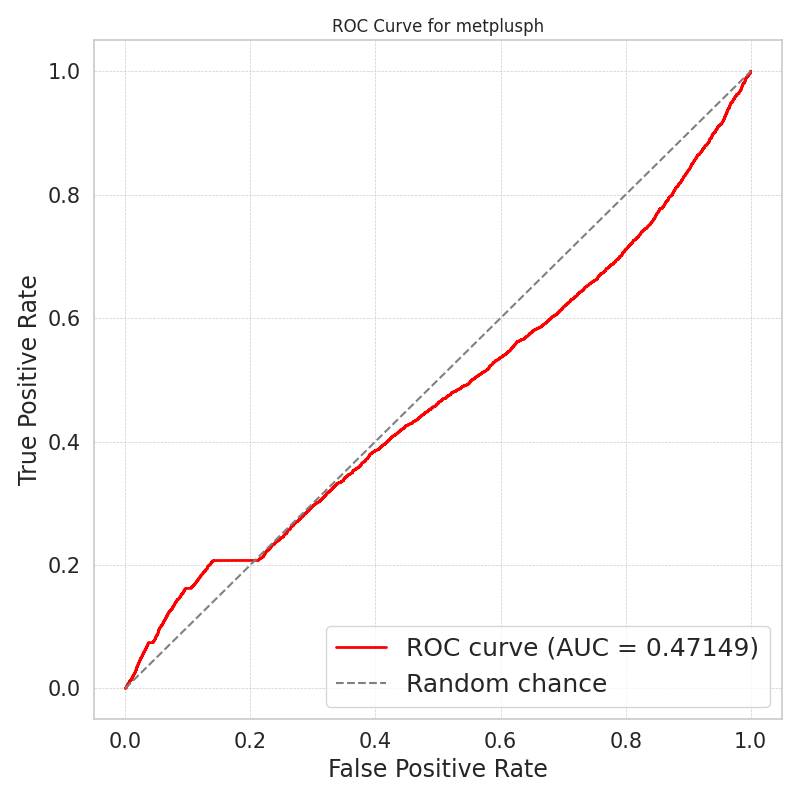 ROC Curve for metplusph
1.0
0.8
0.6
0.4
0.2
0.0
True Positive Rate
ROC curve (AUC = 0.47149)
Random chance
0.0 0.2 0.4 0.6 0.8 1.0
False Positive Rate